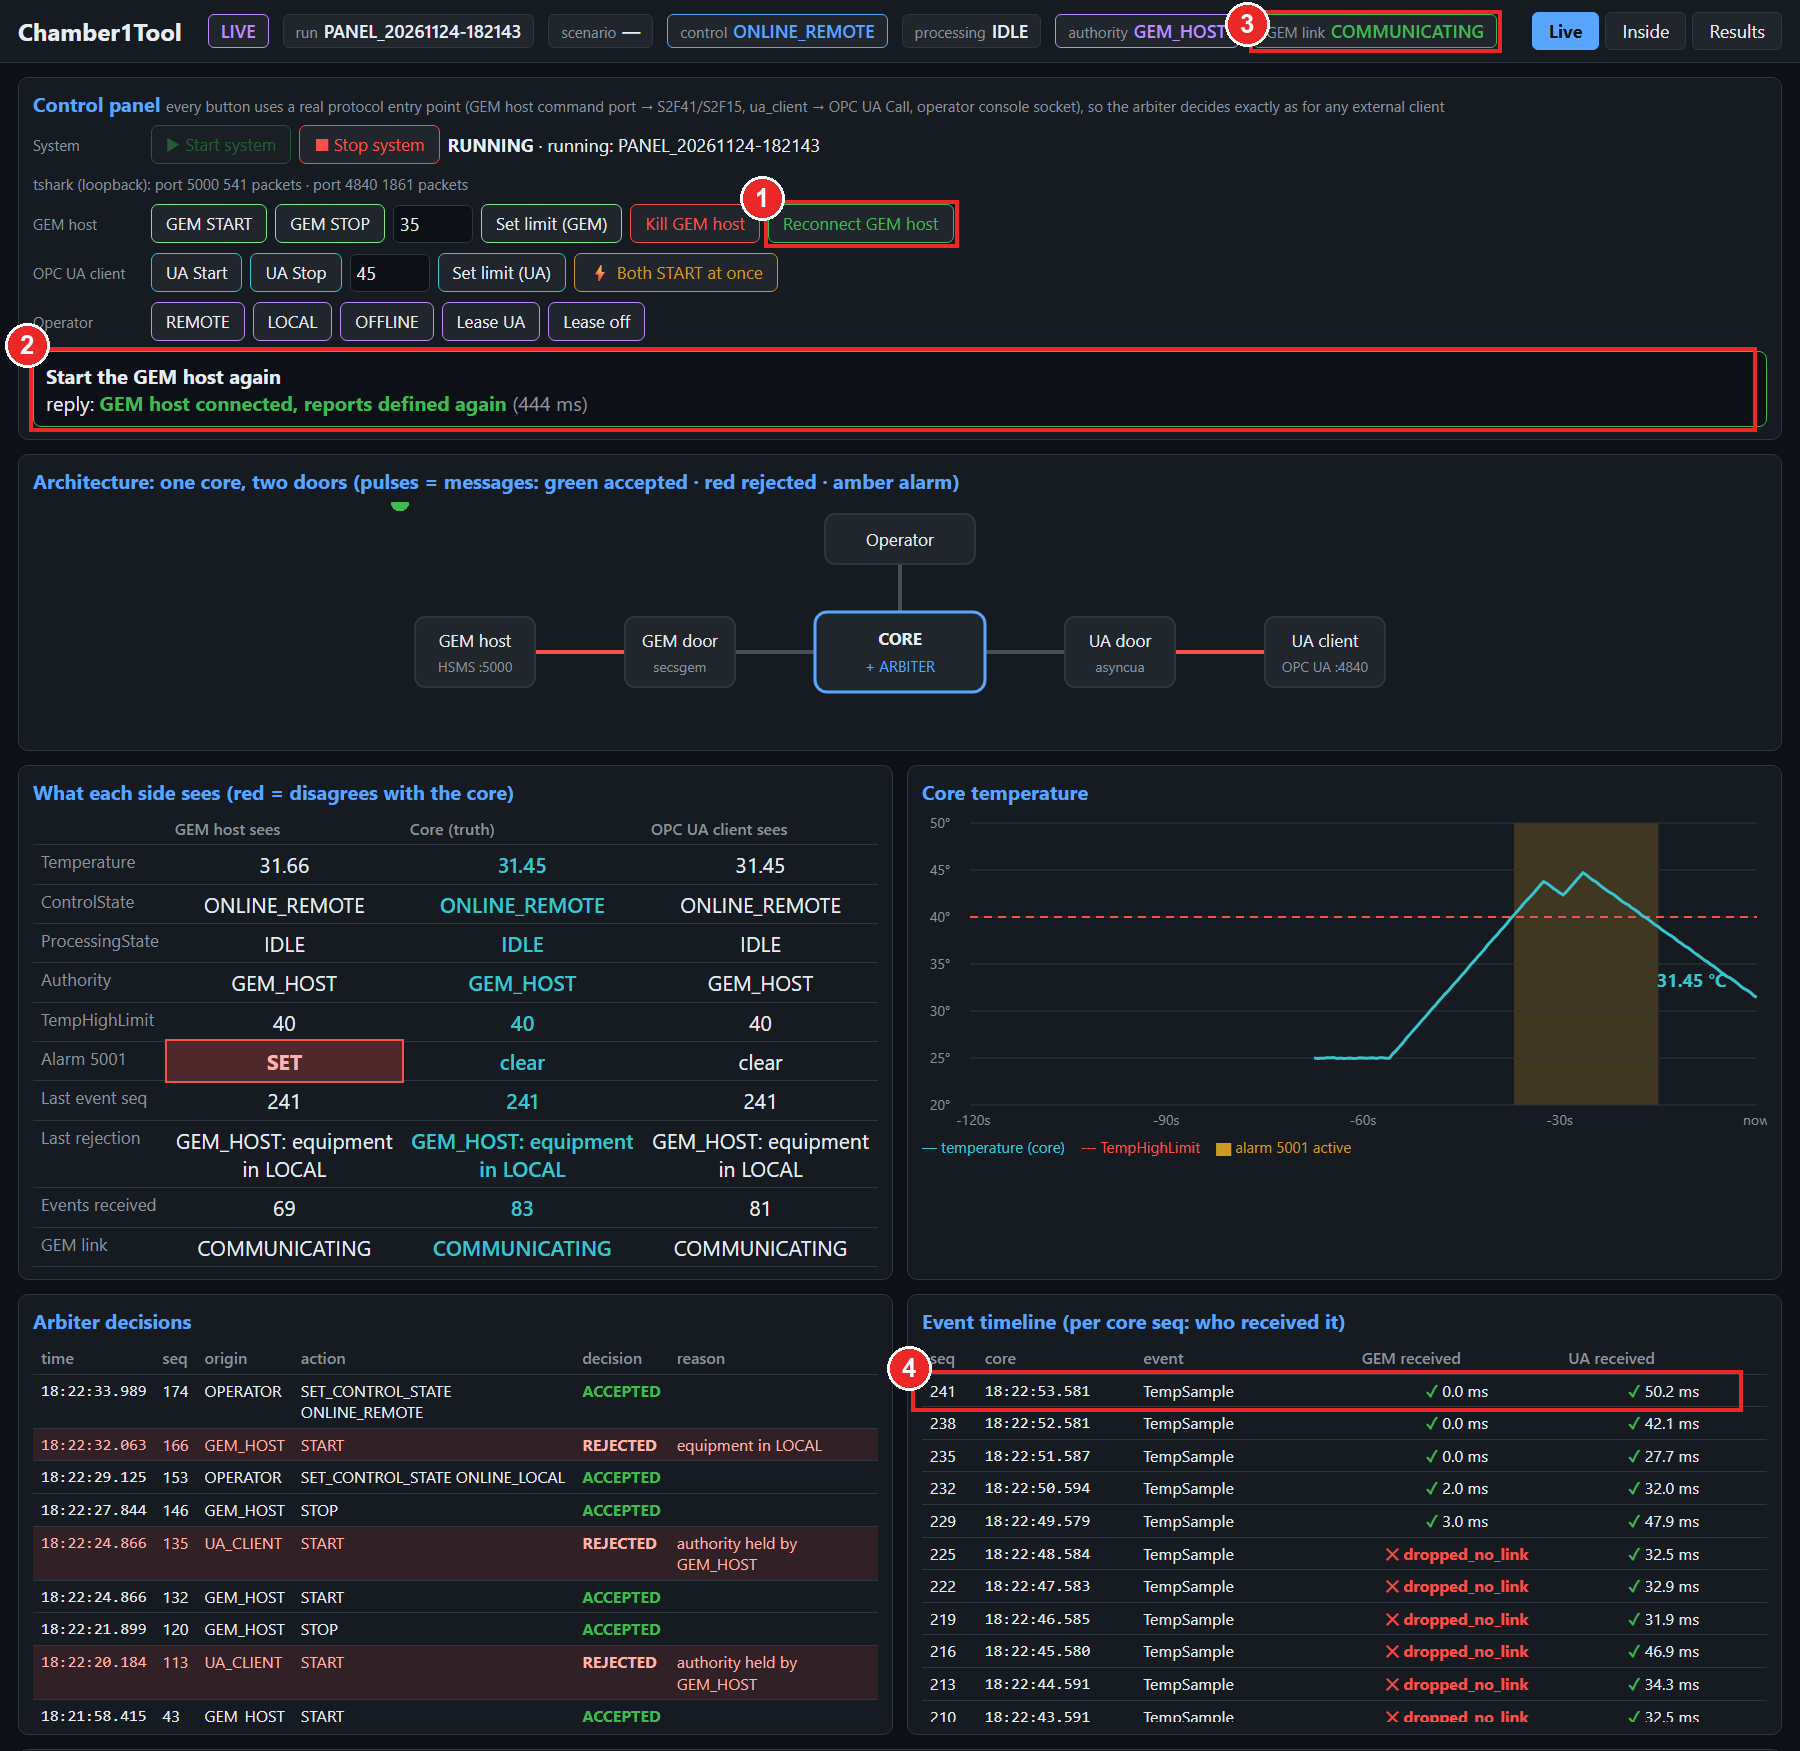 Chamber1Tool LIVE run PANEL_20261124-182143 scenario — control ONLINE_REMOTE processing IDLE authority GEM_HOST 3 GEM link COMMUNICATING Live Inside Results
Control panel every button uses a real protocol entry point (GEM host command port → S2F41/S2F15, ua_client → OPC UA Call, operator console socket), so the arbiter decides exactly as for any external client
System ▶ Start system ■ Stop system RUNNING · running: PANEL_20261124-182143
tshark (loopback): port 5000 541 packets · port 4840 1861 packets
1
GEM host GEM START GEM STOP 35 Set limit (GEM) Kill GEM host Reconnect GEM host
OPC UA client UA Start UA Stop 45 Set limit (UA) Both START at once
Operator REMOTE LOCAL OFFLINE Lease UA Lease off
2
Start the GEM host again
reply: GEM host connected, reports defined again (444 ms)
Architecture: one core, two doors (pulses = messages: green accepted · red rejected · amber alarm)
Operator
GEM host GEM door CORE UA door UA client
HSMS :5000 secsgem + ARBITER asyncua OPC UA :4840
What each side sees (red = disagrees with the core)
GEM host sees Core (truth) OPC UA client sees
Temperature 31.66 31.45 31.45
ControlState ONLINE_REMOTE ONLINE_REMOTE ONLINE_REMOTE
ProcessingState IDLE IDLE IDLE
Authority GEM_HOST GEM_HOST GEM_HOST
TempHighLimit 40 40 40
Alarm 5001 SET clear clear
Last event seq 241 241 241
Last rejection GEM_HOST: equipment GEM_HOST: equipment GEM_HOST: equipment
in LOCAL in LOCAL in LOCAL
Events received 69 83 81
GEM link COMMUNICATING COMMUNICATING COMMUNICATING
Core temperature
50°
45°
40°
35°
31.45 °C
30°
25°
20°
-120s -90s -60s -30s now
— temperature (core) — TempHighLimit alarm 5001 active
Arbiter decisions
time seq origin action decision reason
18:22:33.989 174 OPERATOR SET_CONTROL_STATE ACCEPTED
ONLINE_REMOTE
18:22:32.063 166 GEM_HOST START REJECTED equipment in LOCAL
18:22:29.125 153 OPERATOR SET_CONTROL_STATE ONLINE_LOCAL ACCEPTED
18:22:27.844 146 GEM_HOST STOP ACCEPTED
18:22:24.866 135 UA_CLIENT START REJECTED authority held by
GEM_HOST
18:22:24.866 132 GEM_HOST START ACCEPTED
18:22:21.899 120 GEM_HOST STOP ACCEPTED
18:22:20.184 113 UA_CLIENT START REJECTED authority held by
GEM_HOST
18:21:58.415 43 GEM_HOST START ACCEPTED
Event timeline (per core seq: who received it)
4
seq core event GEM received UA received
241 18:22:53.581 TempSample ✓ 0.0 ms ✓ 50.2 ms
238 18:22:52.581 TempSample ✓ 0.0 ms ✓ 42.1 ms
235 18:22:51.587 TempSample ✓ 0.0 ms ✓ 27.7 ms
232 18:22:50.594 TempSample ✓ 2.0 ms ✓ 32.0 ms
229 18:22:49.579 TempSample ✓ 3.0 ms ✓ 47.9 ms
225 18:22:48.584 TempSample ✕ dropped_no_link ✓ 32.5 ms
222 18:22:47.583 TempSample ✕ dropped_no_link ✓ 32.9 ms
219 18:22:46.585 TempSample ✕ dropped_no_link ✓ 31.9 ms
216 18:22:45.580 TempSample ✕ dropped_no_link ✓ 46.9 ms
213 18:22:44.591 TempSample ✕ dropped_no_link ✓ 34.3 ms
210 18:22:43.591 TempSample ✕ dropped_no_link ✓ 32.5 ms